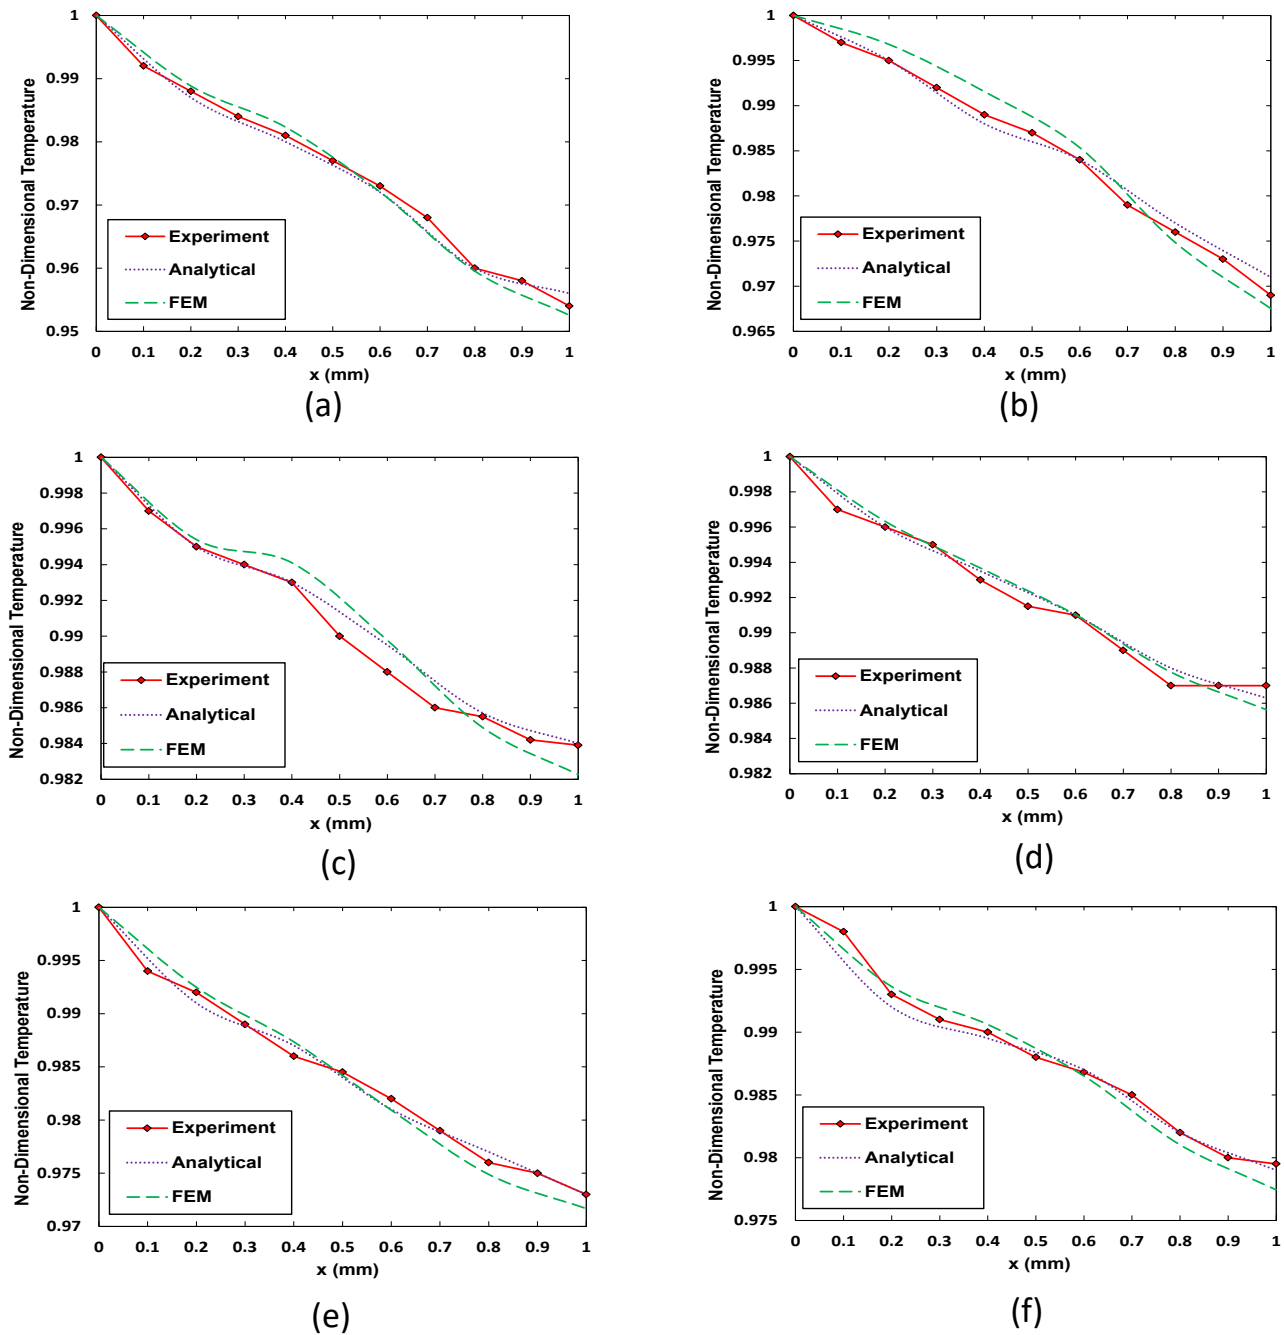 1
0.99
0.98
0.97
0.96
0.95
Non-Dimensional Temperature
Experiment
Analytical
FEM
0 0.1 0.2 0.3 0.4 0.5 0.6 0.7 0.8 0.9 1
x (mm)
(a)
1
0.995
0.99
0.985
0.98
0.975
0.97
0.965
Non-Dimensional Temperature
Experiment
Analytical
FEM
0 0.1 0.2 0.3 0.4 0.5 0.6 0.7 0.8 0.9 1
x (mm)
(b)
1
0.998
0.996
0.994
0.992
0.99
0.988
0.986
0.984
0.982
Non-Dimensional Temperature
Experiment
Analytical
FEM
0 0.1 0.2 0.3 0.4 0.5 0.6 0.7 0.8 0.9 1
x (mm)
(c)
1
0.998
0.996
0.994
0.992
0.99
0.988
0.986
0.984
0.982
Non-Dimensional Temperature
Experiment
Analytical
FEM
0 0.1 0.2 0.3 0.4 0.5 0.6 0.7 0.8 0.9 1
x (mm)
(d)
1
0.995
0.99
0.985
0.98
0.975
0.97
Non-Dimensional Temperature
Experiment
Analytical
FEM
0 0.1 0.2 0.3 0.4 0.5 0.6 0.7 0.8 0.9 1
x (mm)
(e)
1
0.995
0.99
0.985
0.98
0.975
Non-Dimensional Temperature
Experiment
Analytical
FEM
0 0.1 0.2 0.3 0.4 0.5 0.6 0.7 0.8 0.9 1
x (mm)
(f)